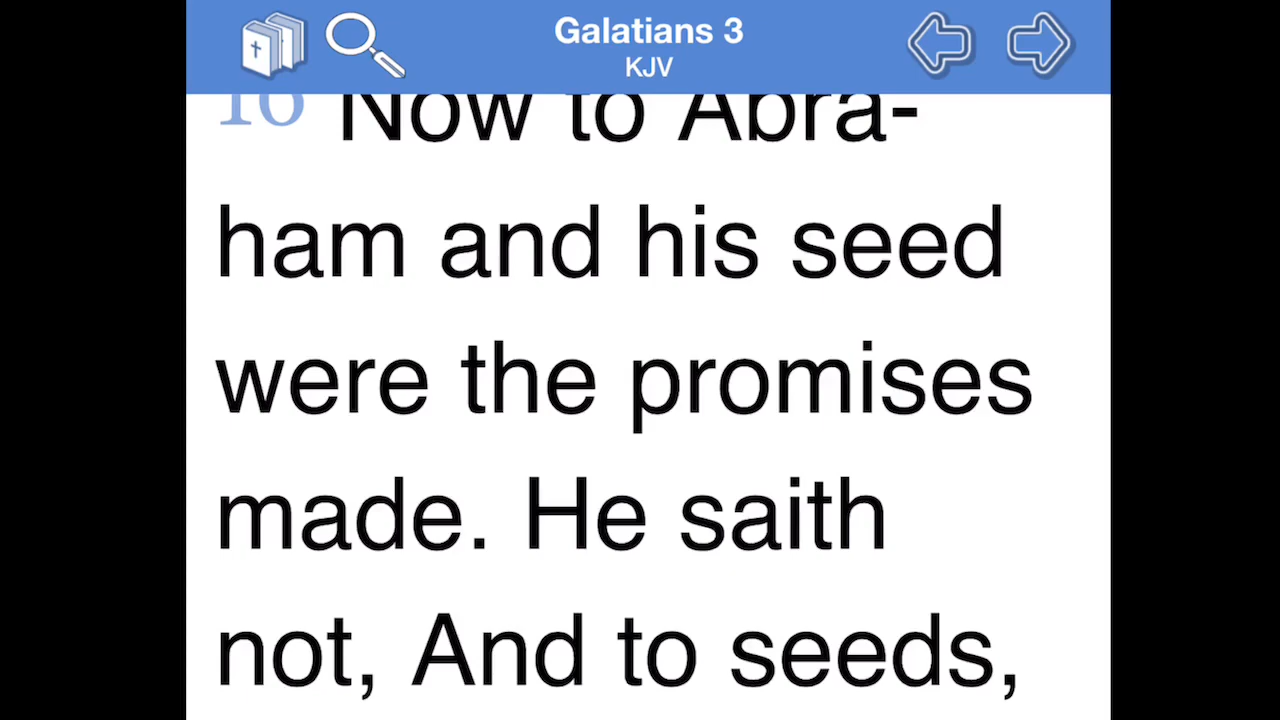 Galatians 3
KJV
16 Now to Abra-
ham and his seed
were the promises
made. He saith
not, And to seeds,